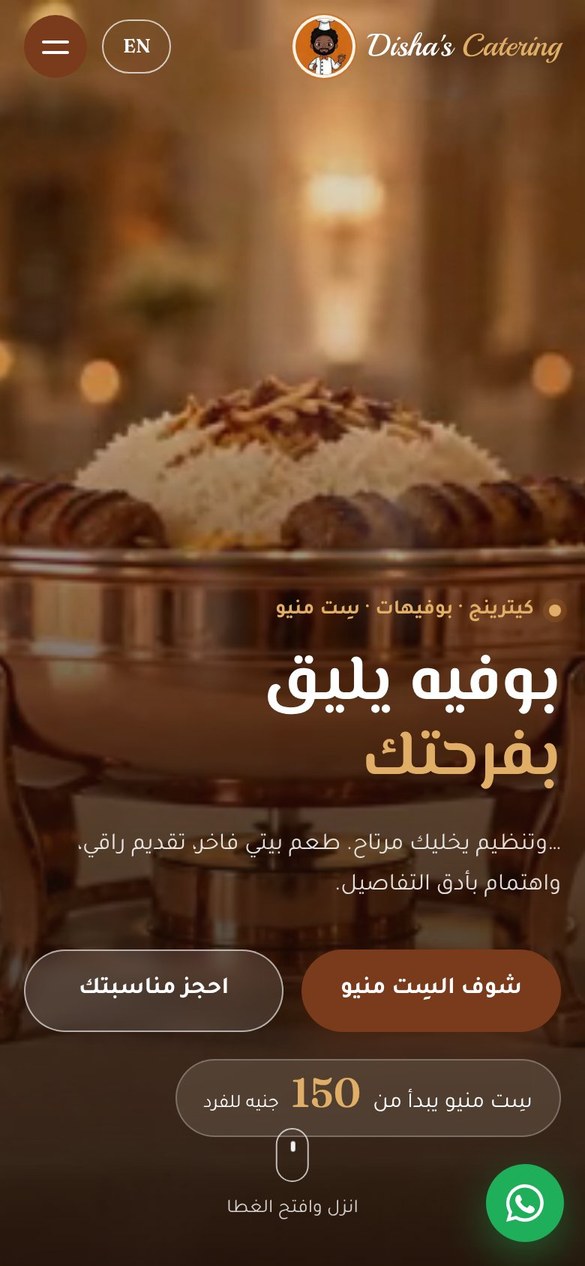 EN
Disha's Catering
كيترينج · بوفيهات · سِت منيو
بوفيه يليق
بفرحتك
...وتنظيم يخليك مرتاح. طعم بيتي فاخر، تقديم راقي،
واهتمام بأدق التفاصيل.
شوف السِت منيو
احجز مناسبتك
سِت منيو يبدأ من 150 جنيه للفرد
انزل وافتح الغطا